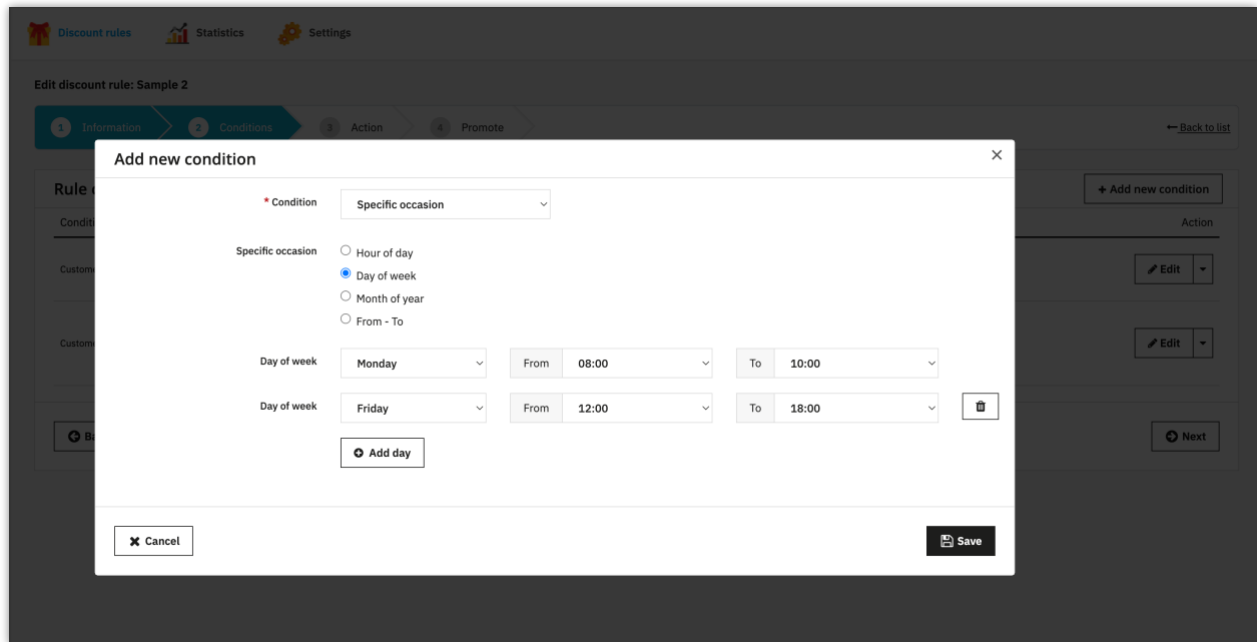 Discount rules Statistics Settings
Edit discount rule: Sample 2
1 Information 2 Conditions 3 Action 4 Promote
Back to list
Add new condition
Rule
+ Add new condition
* Condition Specific occasion
Action
Specific occasion
Hour of day
Day of week
Month of year
From - To
Edit
Edit
Day of week Monday From 08:00 To 10:00
Day of week Friday From 12:00 To 18:00
Add day
Next
Cancel
Save